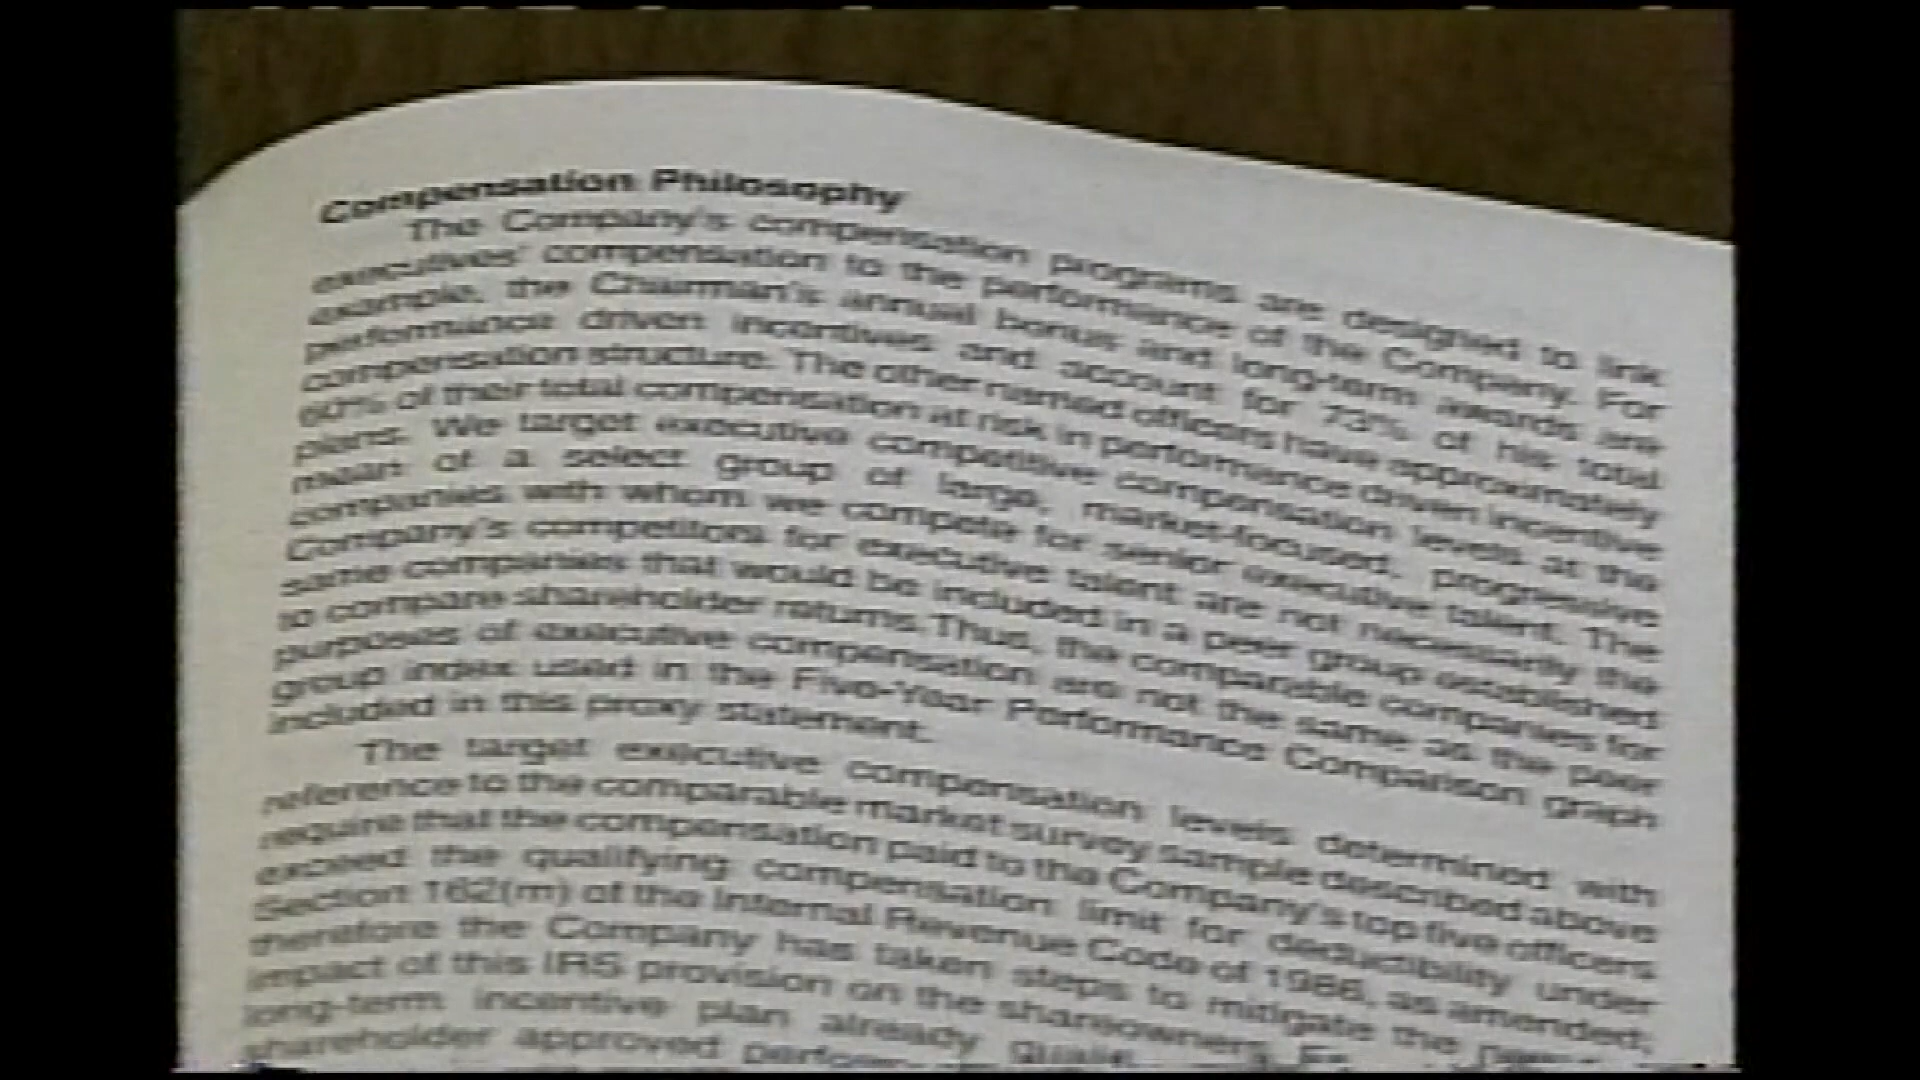 Compensation Philosophy
The Company's compensation programs are designed to link
executives' compensation to the performance of the Company. For
example, the Chairman's annual bonus and long-term awards are
performance driven incentives and account for 73% of his total
compensation structure. The other named officers have approximately
60% of their total compensation at risk in performance driven incentive
plans. We target executive competitive compensation levels at the
mean of a select group of large, market-focused, progressive
companies with whom we compete for senior executive talent. The
Company's competitors for executive talent are not necessarily the
same companies that would be included in a peer group established
to compare shareholder returns. Thus, the comparable companies for
purposes of executive compensation are not the same as the peer
group index used in the Five-Year Performance Comparison graph
included in this proxy statement.
The target executive compensation levels determined with
reference to the comparable market survey sample described above
require that the compensation paid to the Company's top five officers
exceed the qualifying compensation limit for deductibility under
Section 162(m) of the Internal Revenue Code of 1986, as amended;
therefore the Company has taken steps to mitigate the
impact of this IRS provision on the shareowners.
long-term incentive plan already
shareholder approved